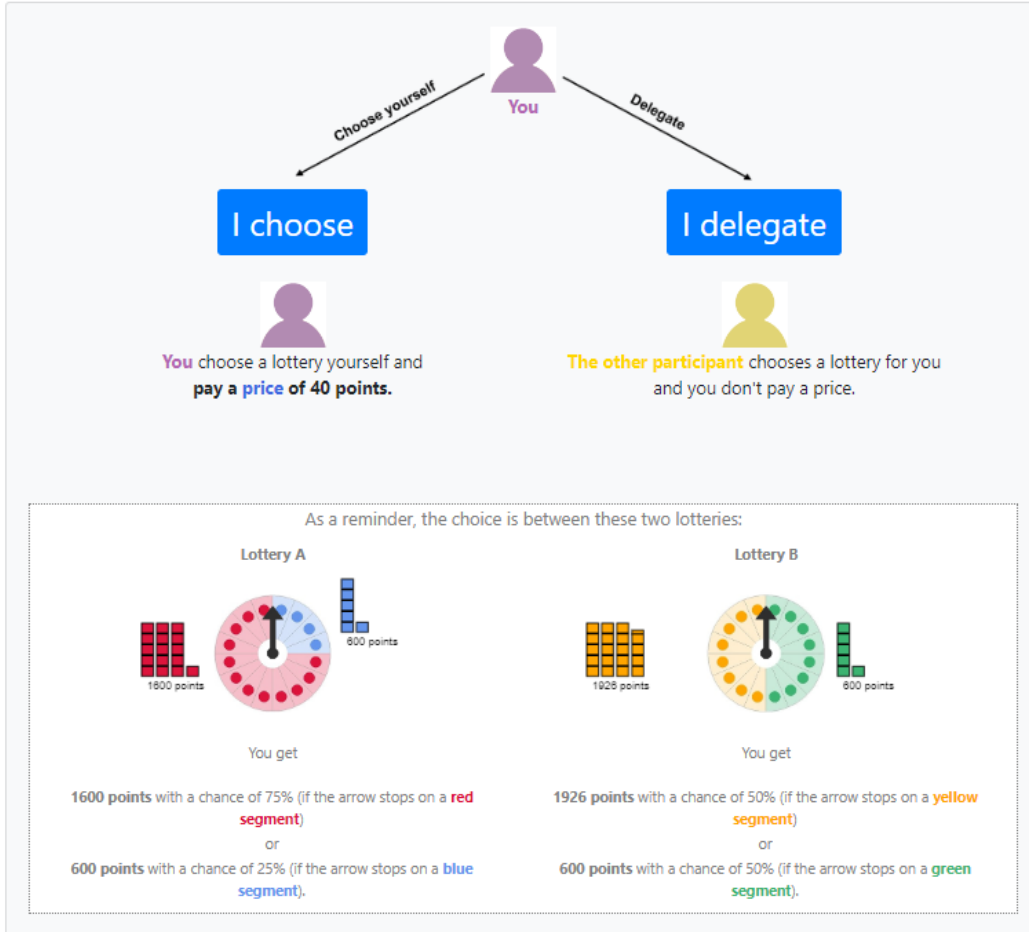 Choose yourself
Delegate
You
I choose
I delegate
You choose a lottery yourself and
pay a price of 40 points.
The other participant chooses a lottery for you
and you don't pay a price.
As a reminder, the choice is between these two lotteries:
Lottery A
Lottery B
1600 points
600 points
1926 points
600 points
You get
You get
1600 points with a chance of 75% (if the arrow stops on a red
segment)
or
600 points with a chance of 25% (if the arrow stops on a blue
segment).
1926 points with a chance of 50% (if the arrow stops on a yellow
segment)
or
600 points with a chance of 50% (if the arrow stops on a green
segment).